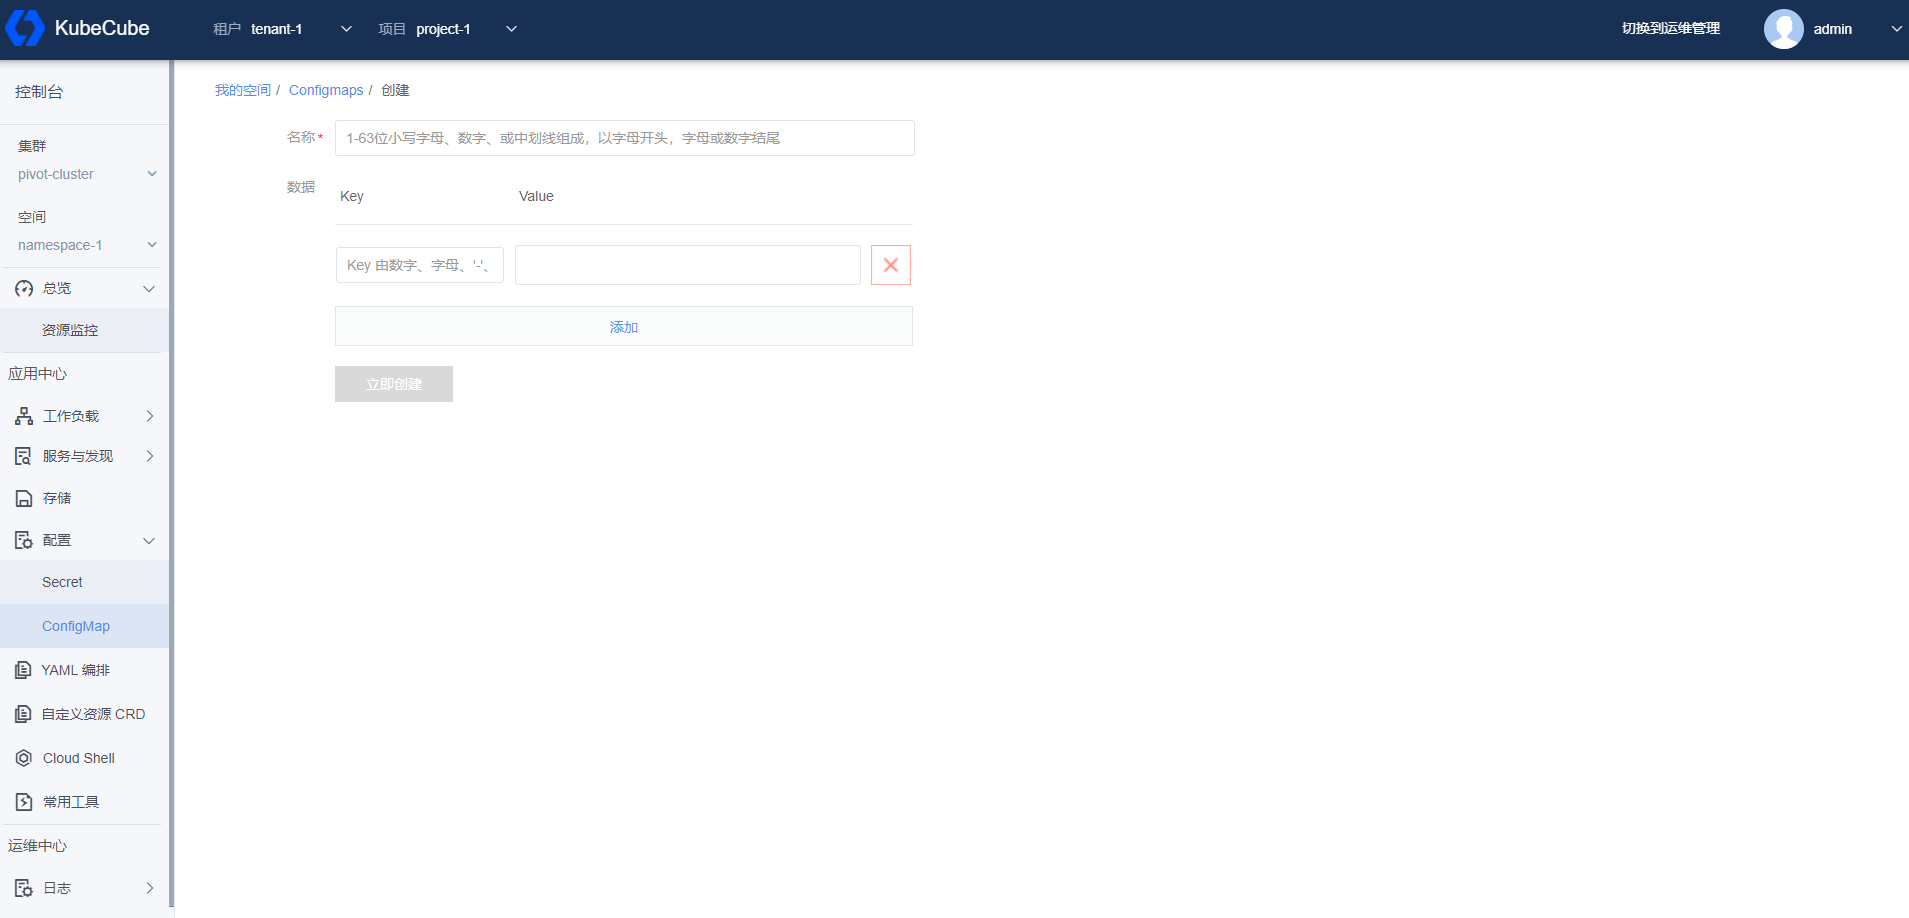 KubeCube 租户 tenant-1 项目 project-1 切换到运维管理 admin
控制台
集群
pivot-cluster
空间
namespace-1
总览
资源监控
应用中心
工作负载
服务与发现
存储
配置
Secret
ConfigMap
YAML 编排
自定义资源 CRD
Cloud Shell
常用工具
运维中心
日志
我的空间 / Configmaps / 创建
名称* 1-63位小写字母、数字、或中划线组成，以字母开头，字母或数字结尾
数据 Key Value
Key 由数字、字母、'-'、
添加
立即创建